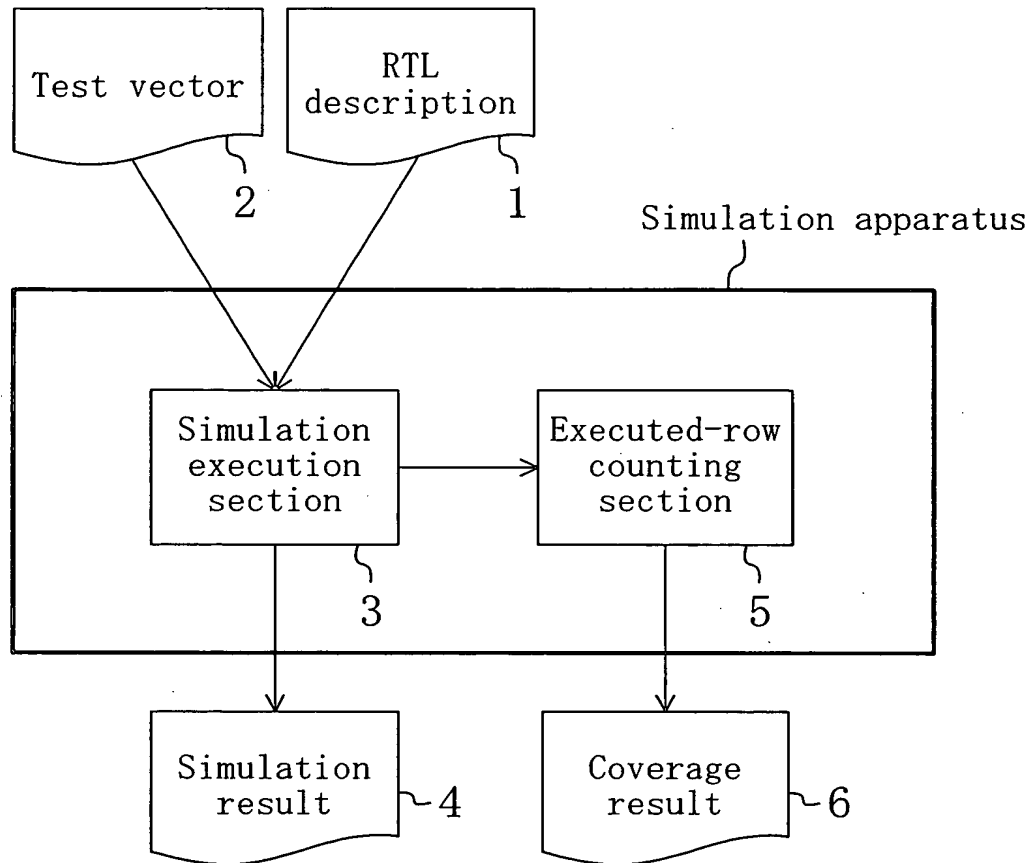 Test vector
2
RTL
description
1
Simulation apparatus
Simulation
execution
section
3
Executed-row
counting
section
5
Simulation
result
4
Coverage
result
6